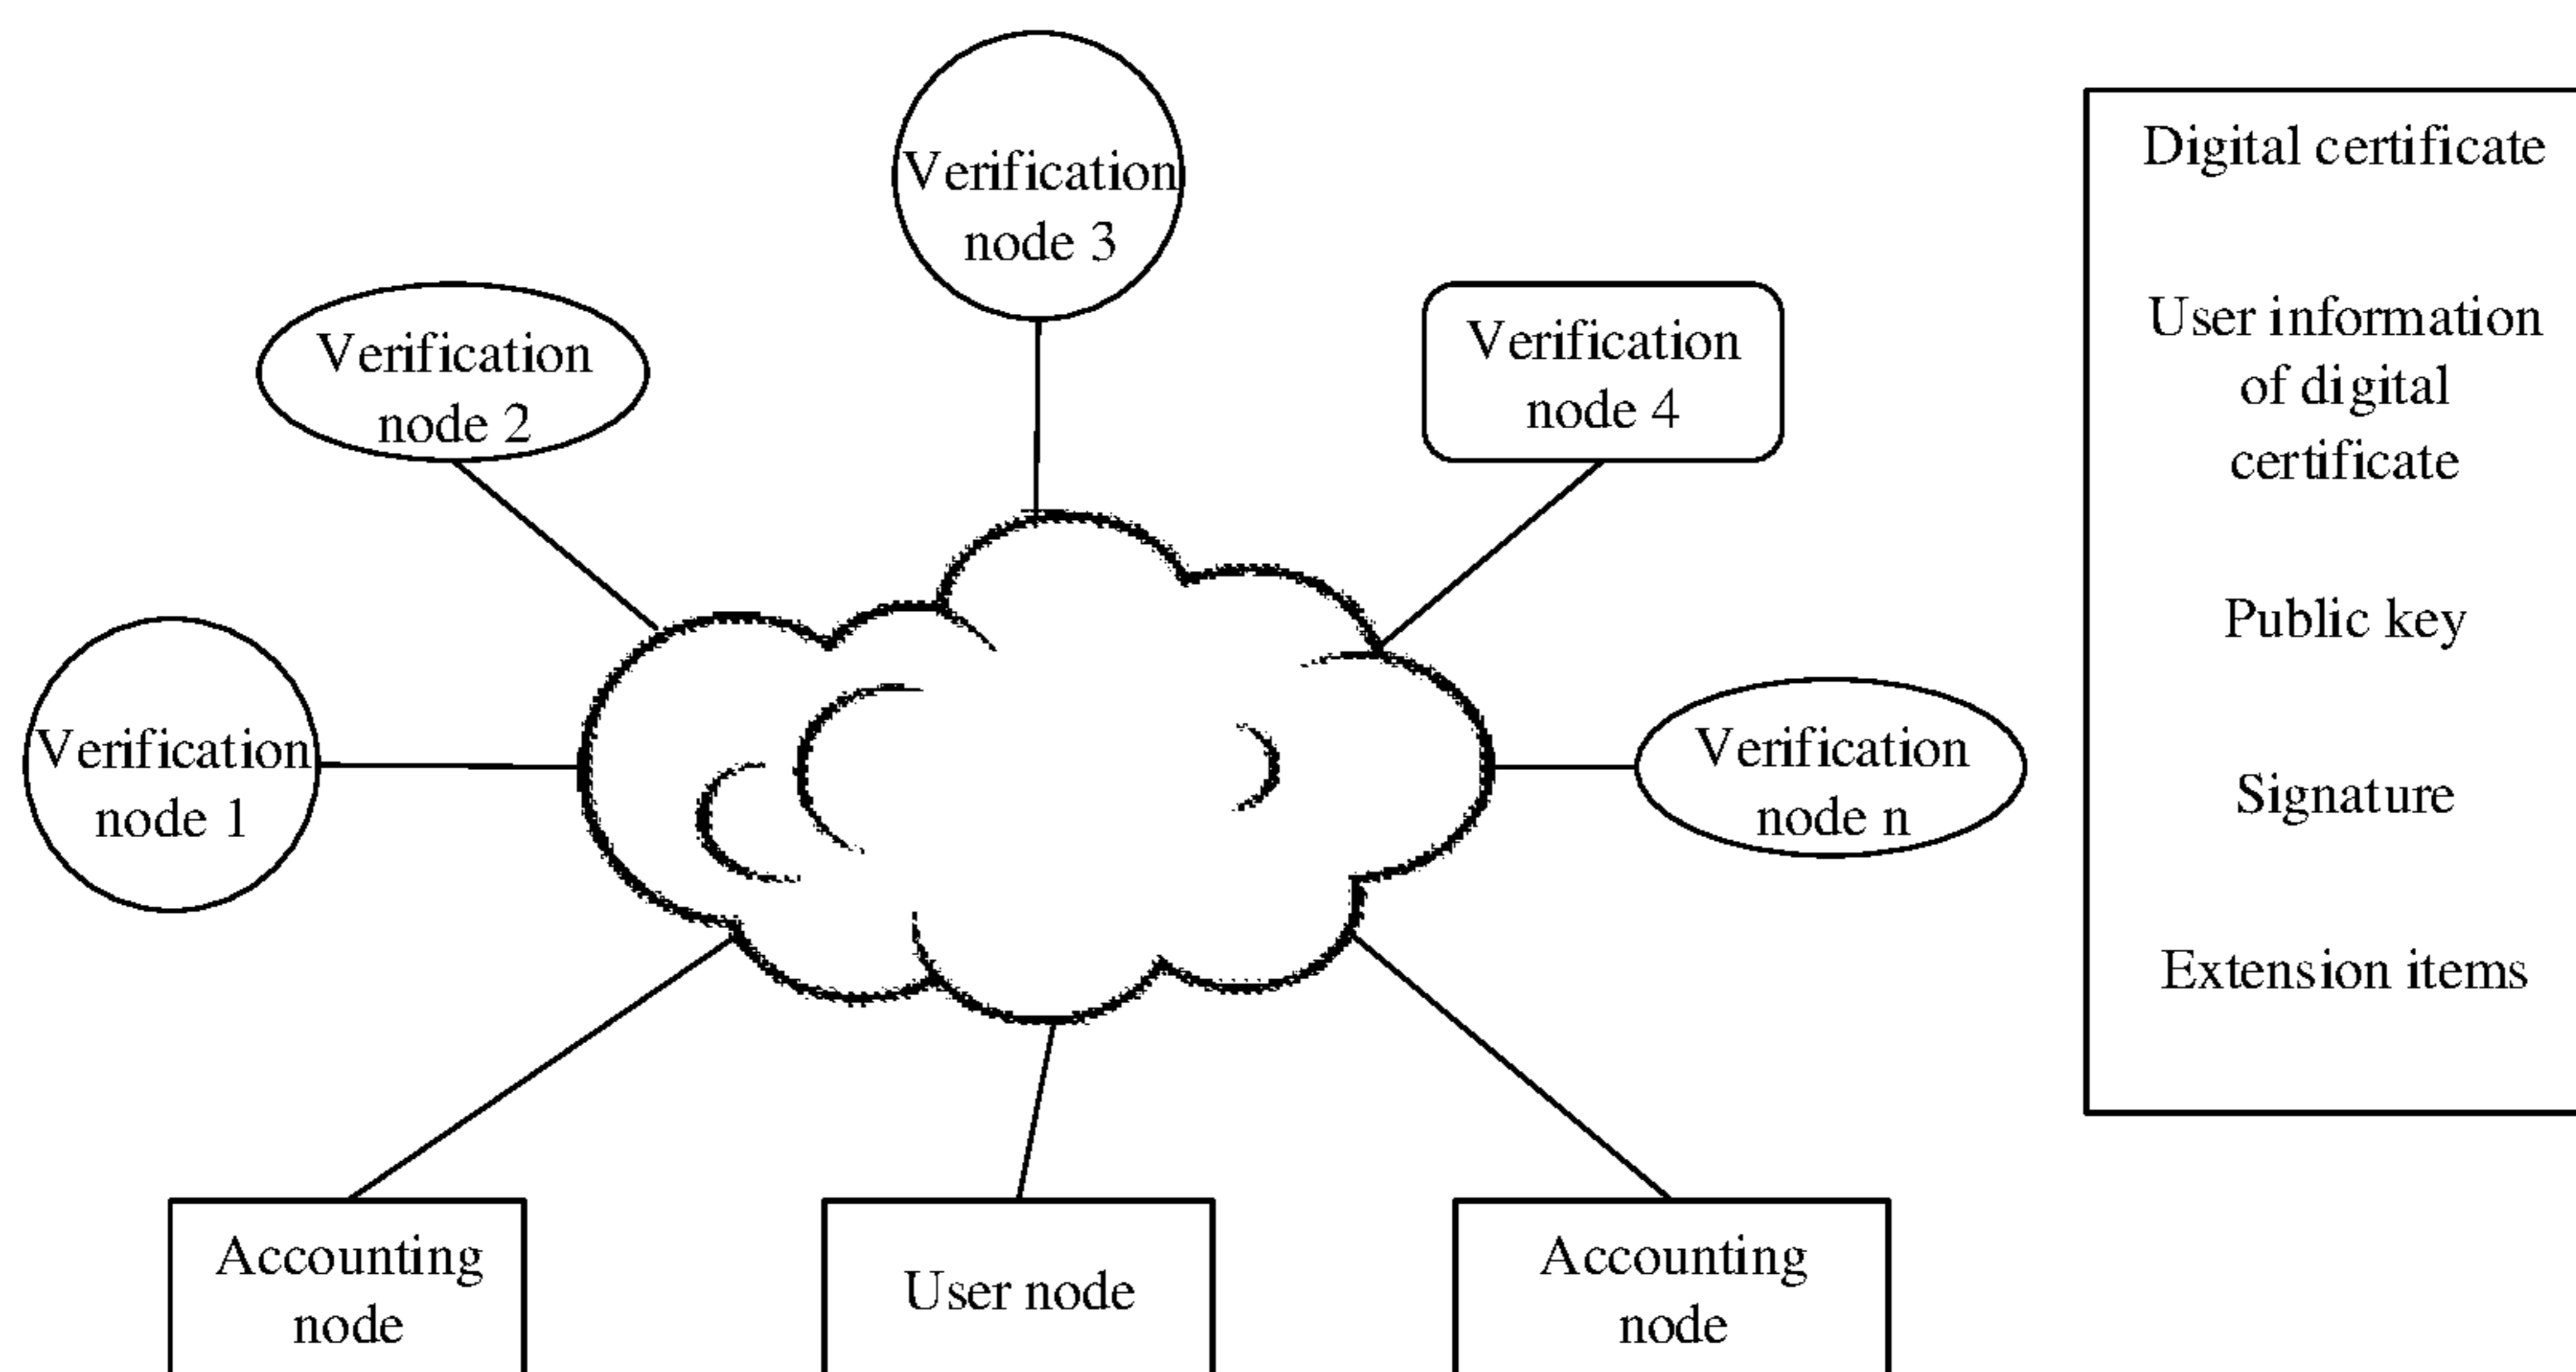 Verification
node 3
Verification
node 2
Verification
node 4
Verification
node 1
Verification
node n
Accounting
node
User node
Accounting
node
Digital certificate
User information
of digital
certificate
Public key
Signature
Extension items